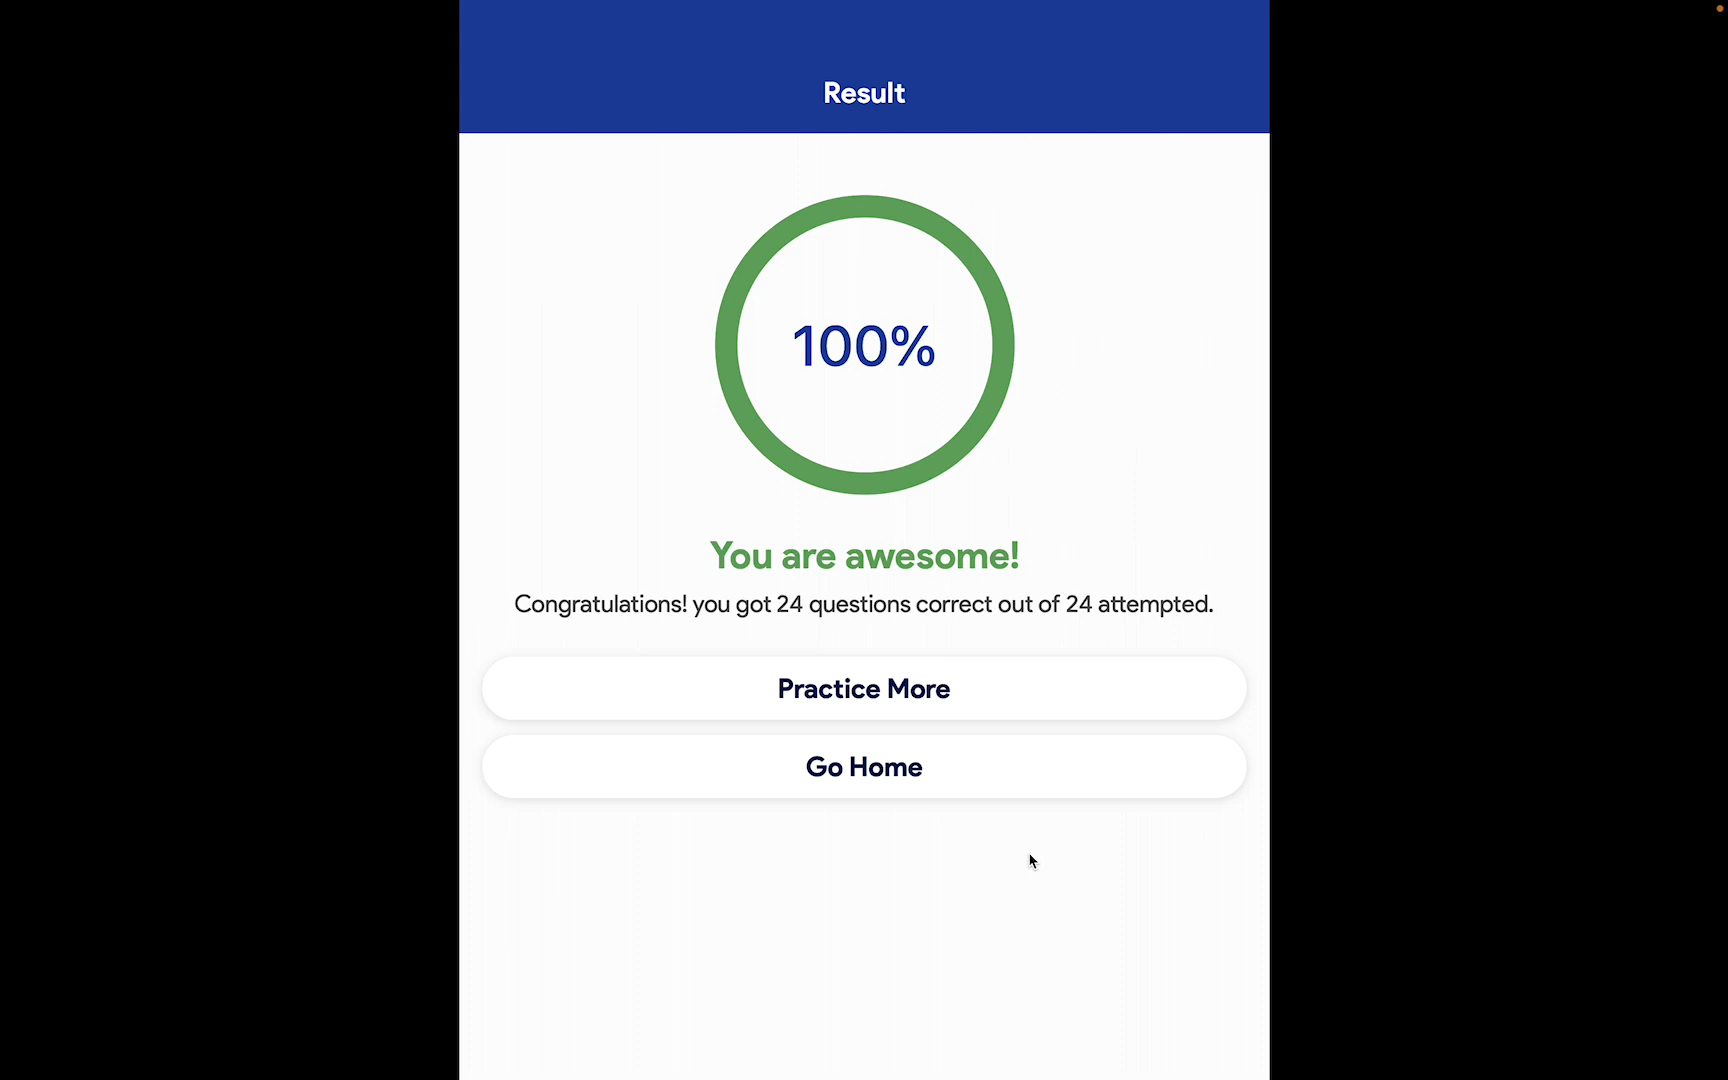 Result
100%
You are awesome!
Congratulations! you got 24 questions correct out of 24 attempted.
Practice More
Go Home